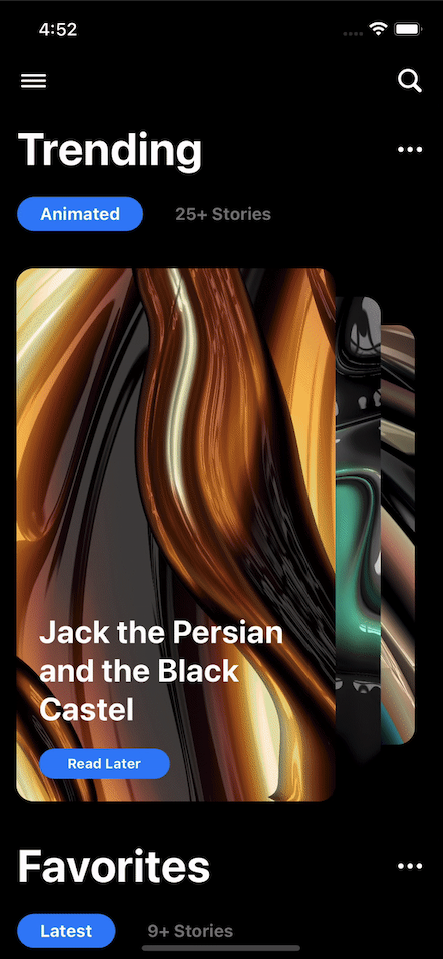 4:52
Trending
Animated
25+ Stories
Jack the Persian
and the Black
Castel
Read Later
Favorites
Latest
9+ Stories